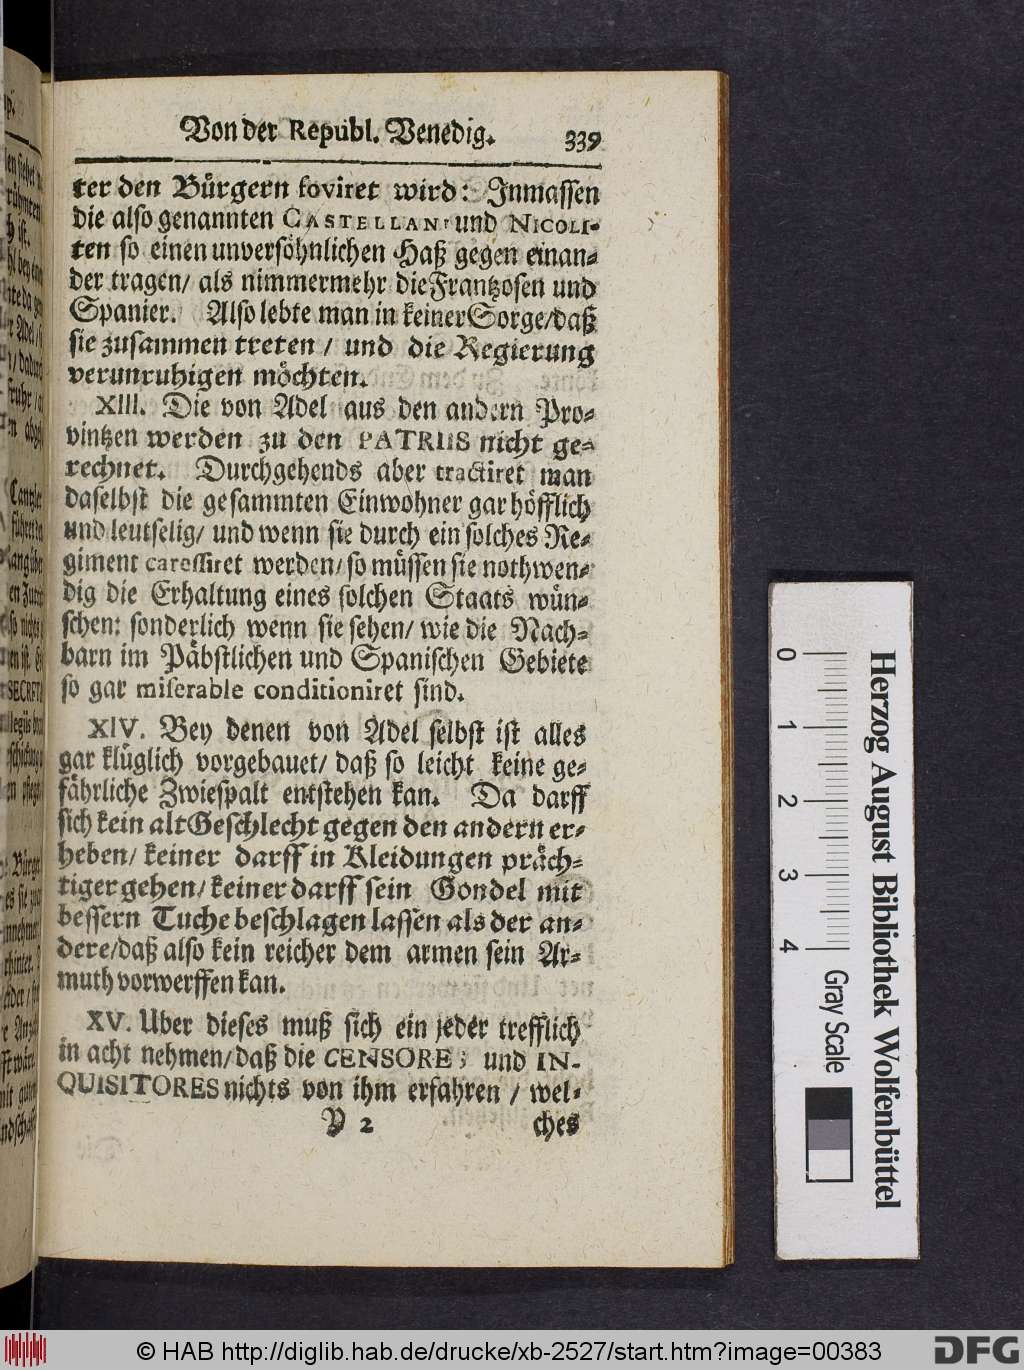 Von der Republ. Venedig. 339
ter den Bürgern foviret wird: Inmassen
die also genannten CASTELLANI und NICOLI-
ten so einen unversöhnlichen Haß gegen einan-
der tragen/ als nimmermehr die Frantzosen und
Spanier. Also lebte man in keiner Sorge/ daß
sie zusammen treten / und die Regierung
verunruhigen möchten.
XIII. Die von Adel aus den andern Pro-
vintzen werden zu den PATRIIS nicht ge-
rechnet. Durchgehends aber tractiret man
daselbst die gesammten Einwohner gar höfflich
und leutselig/ und wenn sie durch ein solches Re-
giment caressiret werden/ so müssen sie nothwen-
dig die Erhaltung eines solchen Staats wün-
schen: sonderlich wenn sie sehen/ wie die Nach-
barn im Päbstlichen und Spanischen Gebiete
so gar miserable conditioniret sind.
XIV. Bey denen von Adel selbst ist alles
gar klüglich vorgebauet/ daß so leicht keine ge-
fährliche Zwiespalt entstehen kan. Da darff
sich kein alt Geschlecht gegen den andern er-
heben/ keiner darff in Kleidungen präch-
tiger gehen/ keiner darff sein Gondel mit
bessern Tuche beschlagen lassen als der an-
dere/ daß also kein reicher dem armen sein Ar-
muth vorwerffen kan.
XV. Uber dieses muß sich ein jeder trefflich
in acht nehmen/ daß die CENSORES und IN-
QUISITORES nichts von ihm erfahren / wel-
Y 2 ches
0 1 2 3 4
Gray Scale
Herzog August Bibliothek Wolfenbüttel
© HAB http://diglib.hab.de/drucke/xb-2527/start.htm?image=00383
DFG